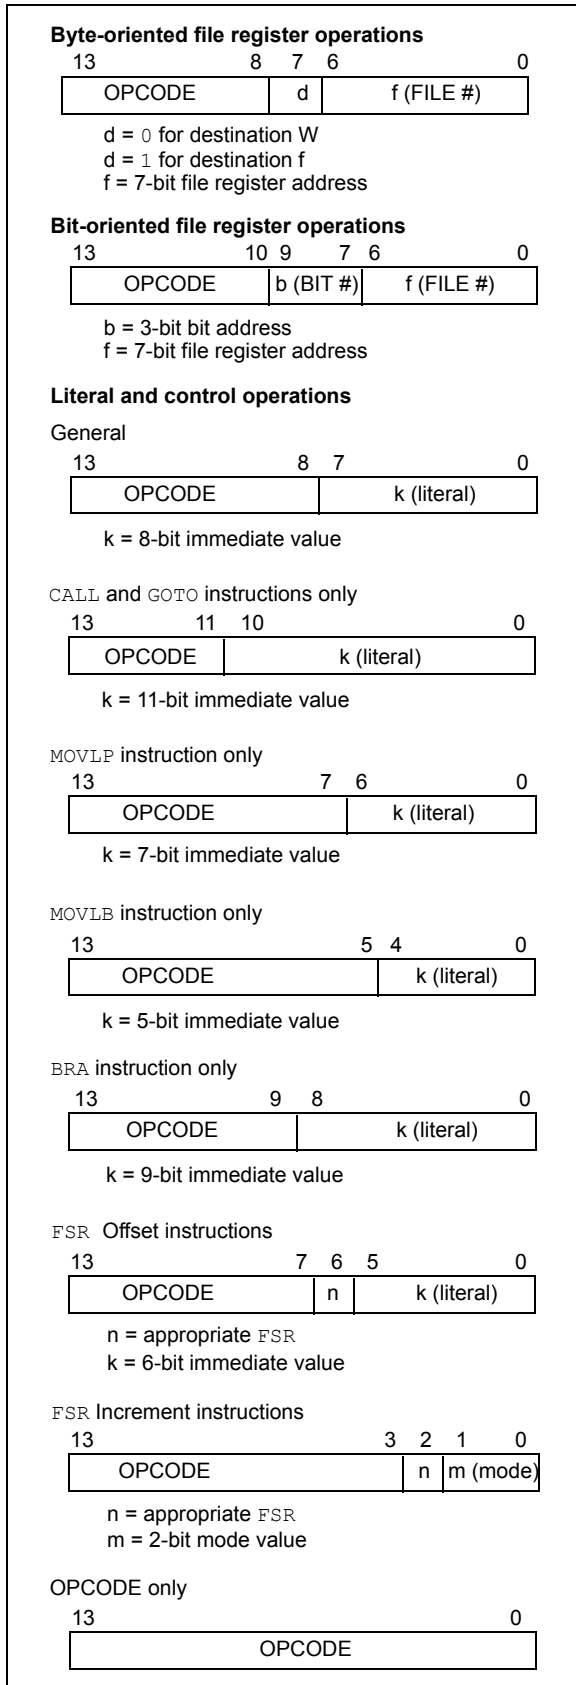 Byte-oriented file register operations
13 8 7 6 0
OPCODE d f (FILE #)
d = 0 for destination W
d = 1 for destination f
f = 7-bit file register address
Bit-oriented file register operations
13 10 9 7 6 0
OPCODE b (BIT #) f (FILE #)
b = 3-bit bit address
f = 7-bit file register address
Literal and control operations
General
13 8 7 0
OPCODE k (literal)
k = 8-bit immediate value
CALL and GOTO instructions only
13 11 10 0
OPCODE k (literal)
k = 11-bit immediate value
MOVLP instruction only
13 7 6 0
OPCODE k (literal)
k = 7-bit immediate value
MOVLB instruction only
13 5 4 0
OPCODE k (literal)
k = 5-bit immediate value
BRA instruction only
13 9 8 0
OPCODE k (literal)
k = 9-bit immediate value
FSR Offset instructions
13 7 6 5 0
OPCODE n k (literal)
n = appropriate FSR
k = 6-bit immediate value
FSR Increment instructions
13 3 2 1 0
OPCODE n m (mode)
n = appropriate FSR
m = 2-bit mode value
OPCODE only
13 0
OPCODE